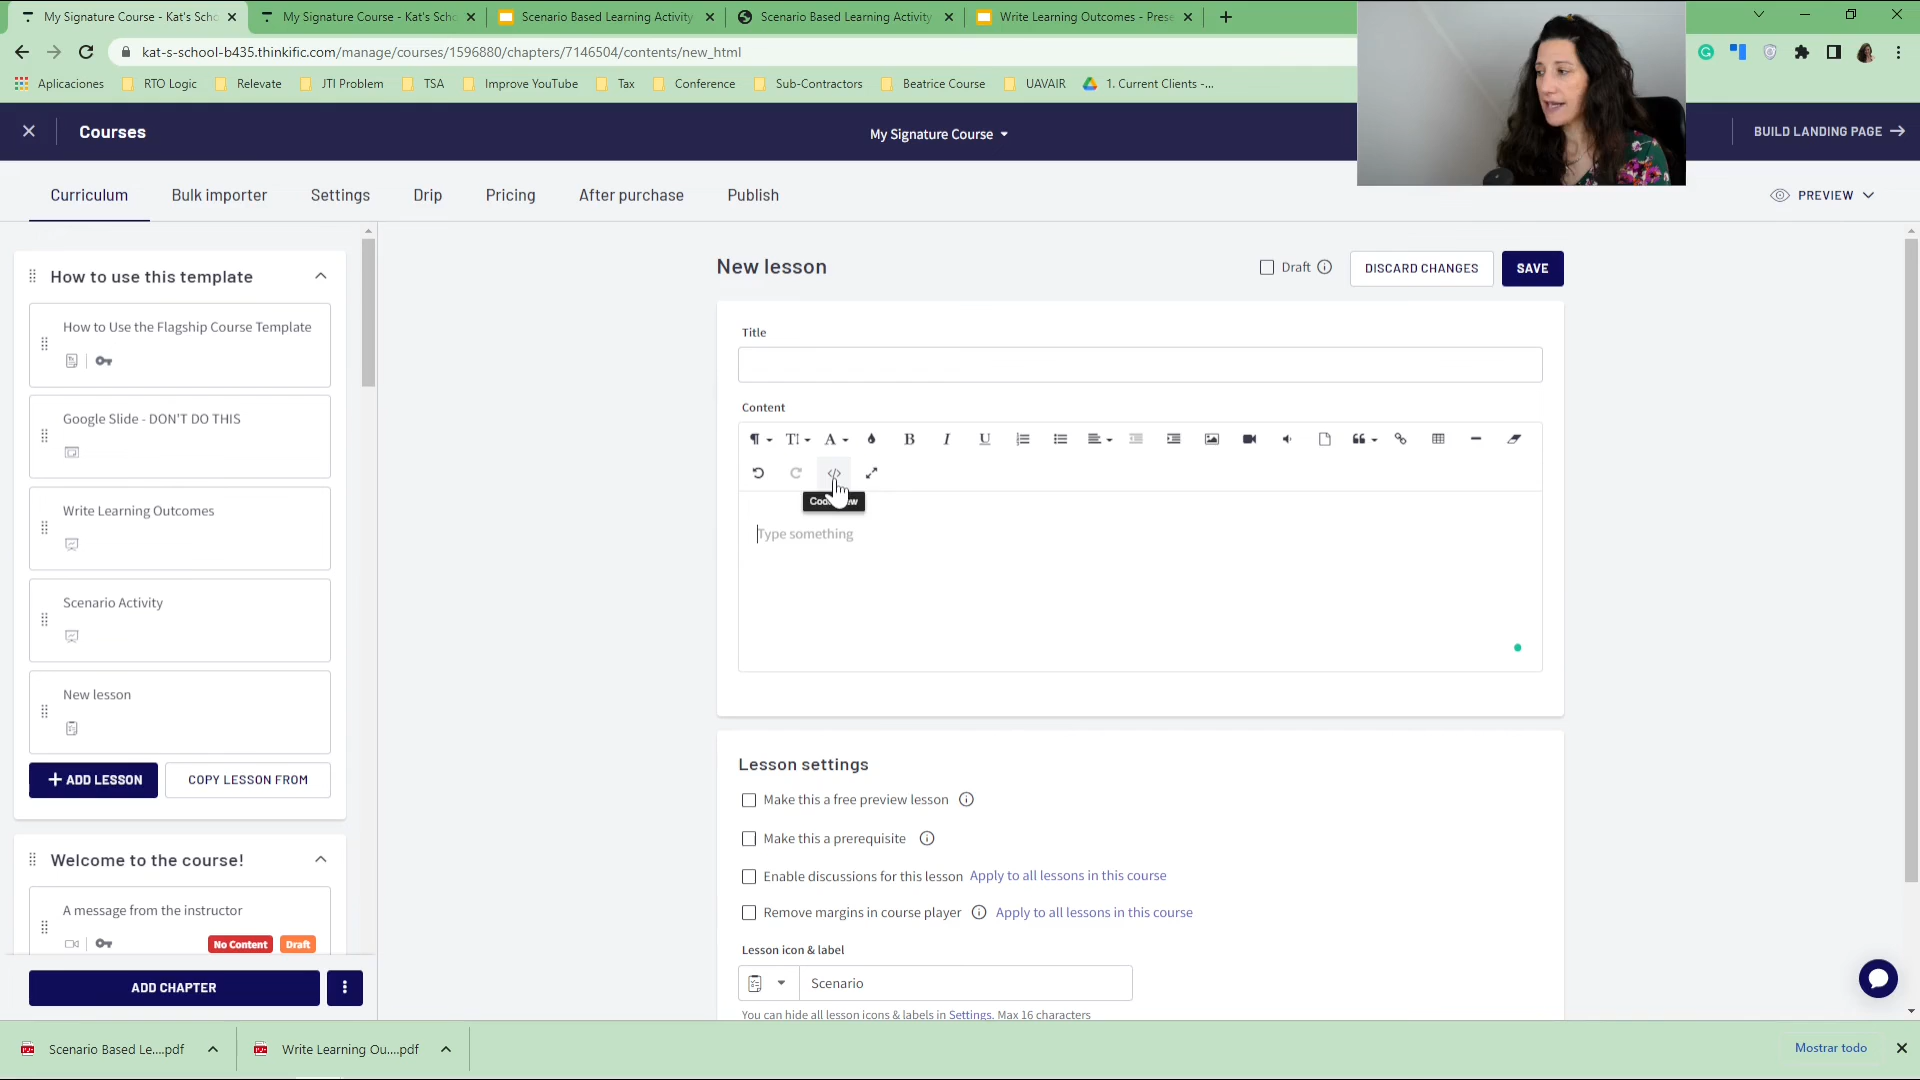 My Signature Course - Kat's Scho
My Signature Course - Kat's Scho
Scenario Based Learning Activity
Scenario Based Learning Activity
Write Learning Outcomes - Prese
kat-s-school-b435.thinkific.com/manage/courses/1596880/chapters/7146504/contents/new_html
Aplicaciones
RTO Logic
Relevate
JTI Problem
TSA
Improve YouTube
Tax
Conference
Sub-Contractors
Beatrice Course
UAVAIR
1. Current Clients -...
Courses
My Signature Course
BUILD LANDING PAGE
Curriculum
Bulk importer
Settings
Drip
Pricing
After purchase
Publish
PREVIEW
How to use this template
How to Use the Flagship Course Template
Google Slide - DON'T DO THIS
Write Learning Outcomes
Scenario Activity
New lesson
+ ADD LESSON
COPY LESSON FROM
Welcome to the course!
A message from the instructor
No Content
Draft
ADD CHAPTER
New lesson
Draft
DISCARD CHANGES
SAVE
Title
Content
Type something
Lesson settings
Make this a free preview lesson
Make this a prerequisite
Enable discussions for this lesson Apply to all lessons in this course
Remove margins in course player Apply to all lessons in this course
Lesson icon & label
Scenario
You can hide all lesson icons & labels in Settings. Max 16 characters
Scenario Based Le....pdf
Write Learning Ou....pdf
Mostrar todo